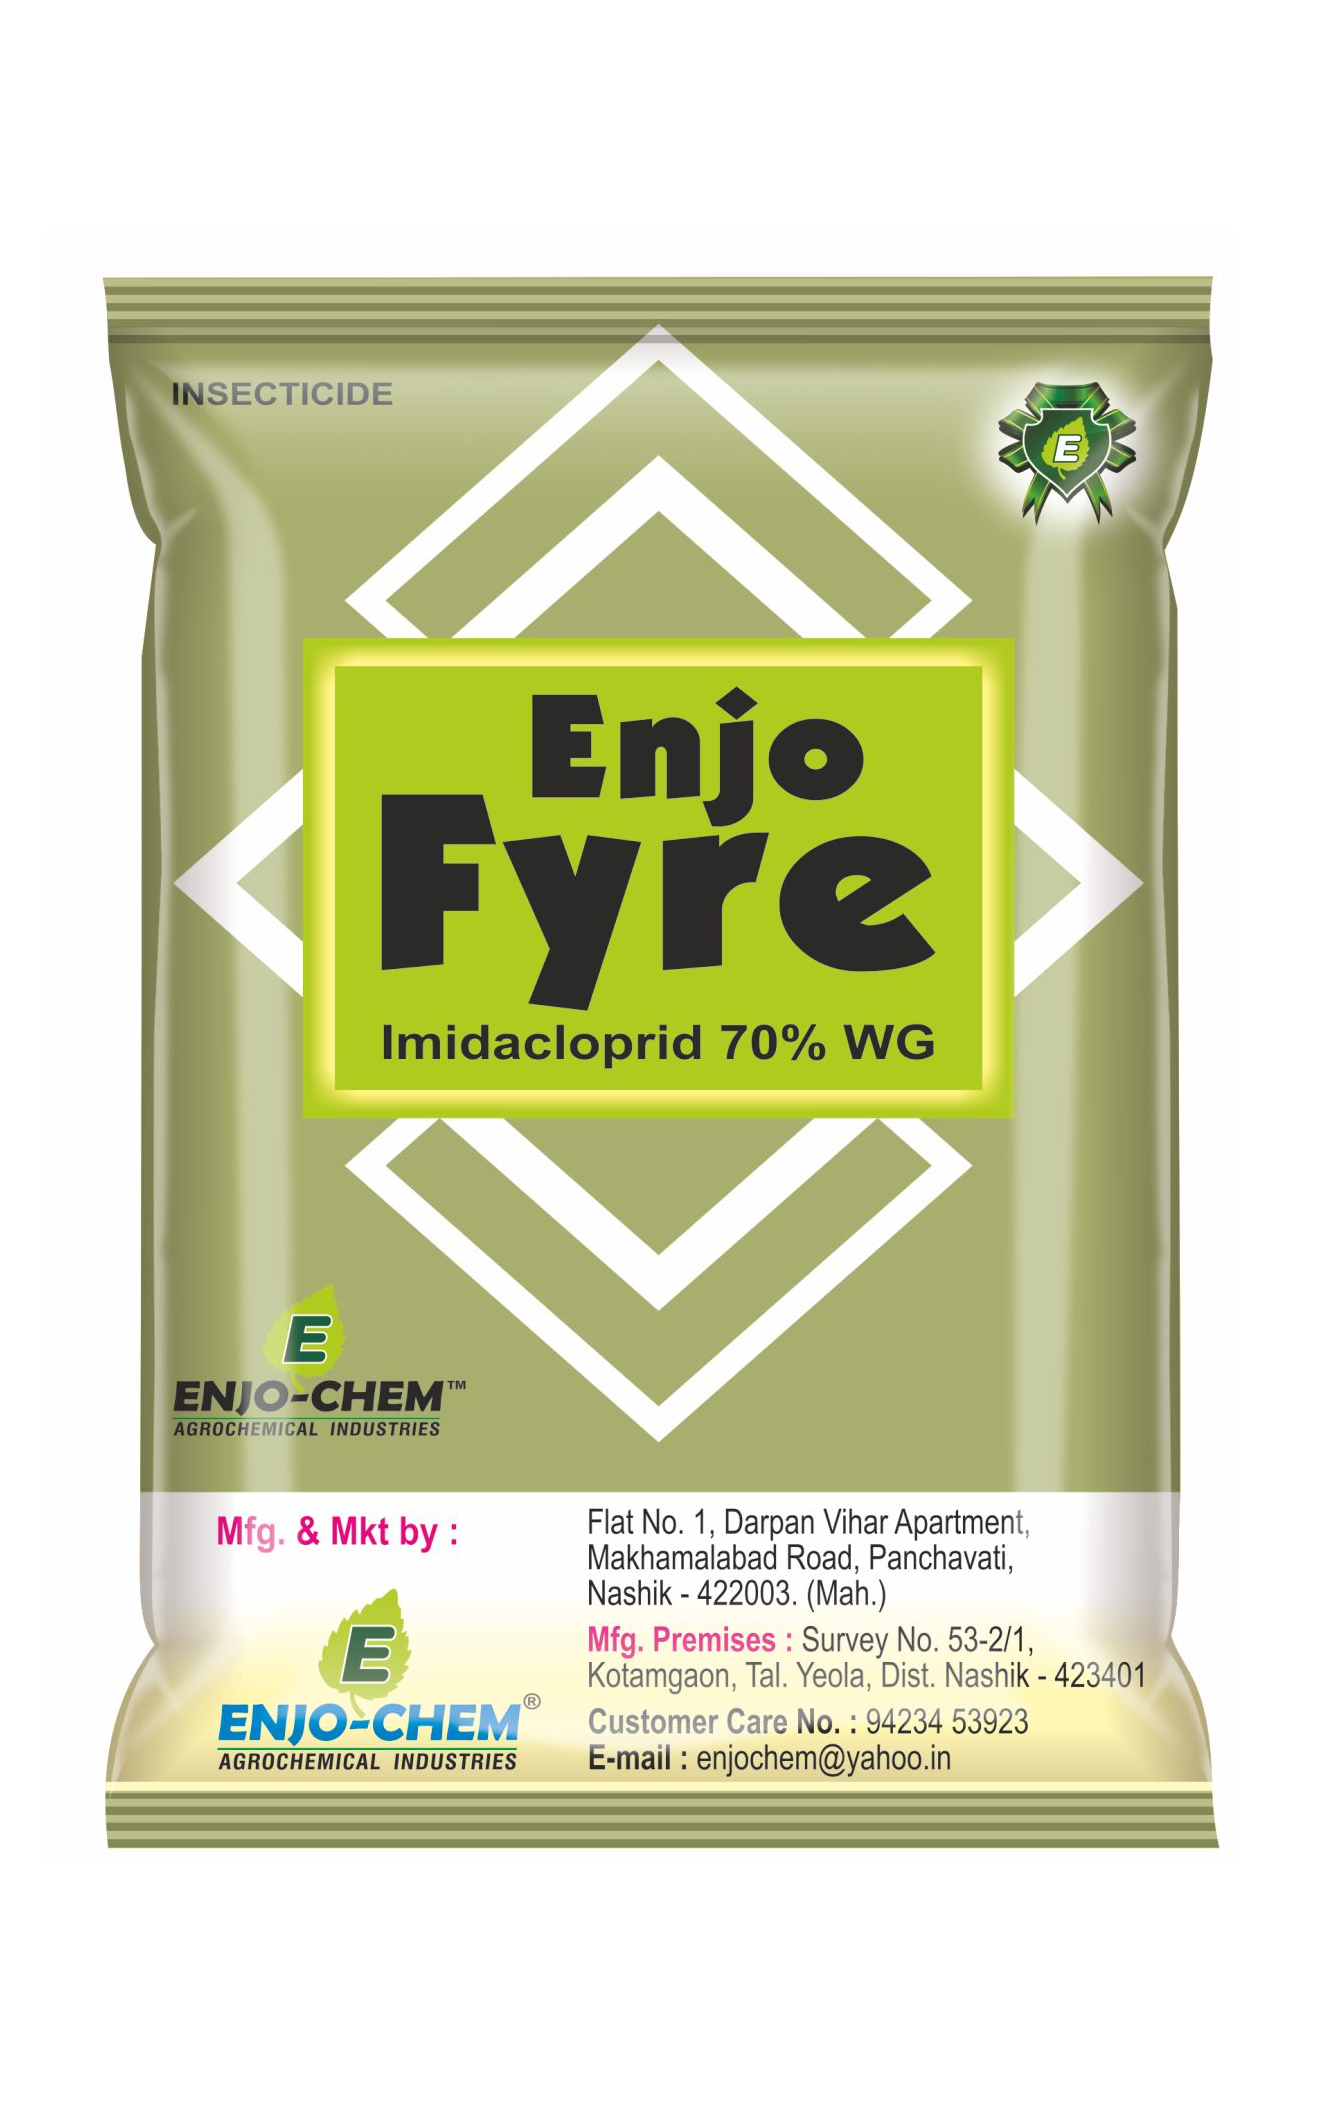 INSECTICIDE
E
Enjo
Fyre
Imidacloprid 70% WG
E
ENJO-CHEM™
AGROCHEMICAL INDUSTRIES
Mfg. & Mkt by :
E
ENJO-CHEM®
AGROCHEMICAL INDUSTRIES
Flat No. 1, Darpan Vihar Apartment,
Makhamalabad Road, Panchavati,
Nashik - 422003. (Mah.)
Mfg. Premises : Survey No. 53-2/1,
Kotamgaon, Tal. Yeola, Dist. Nashik - 423401
Customer Care No. : 94234 53923
E-mail : enjochem@yahoo.in